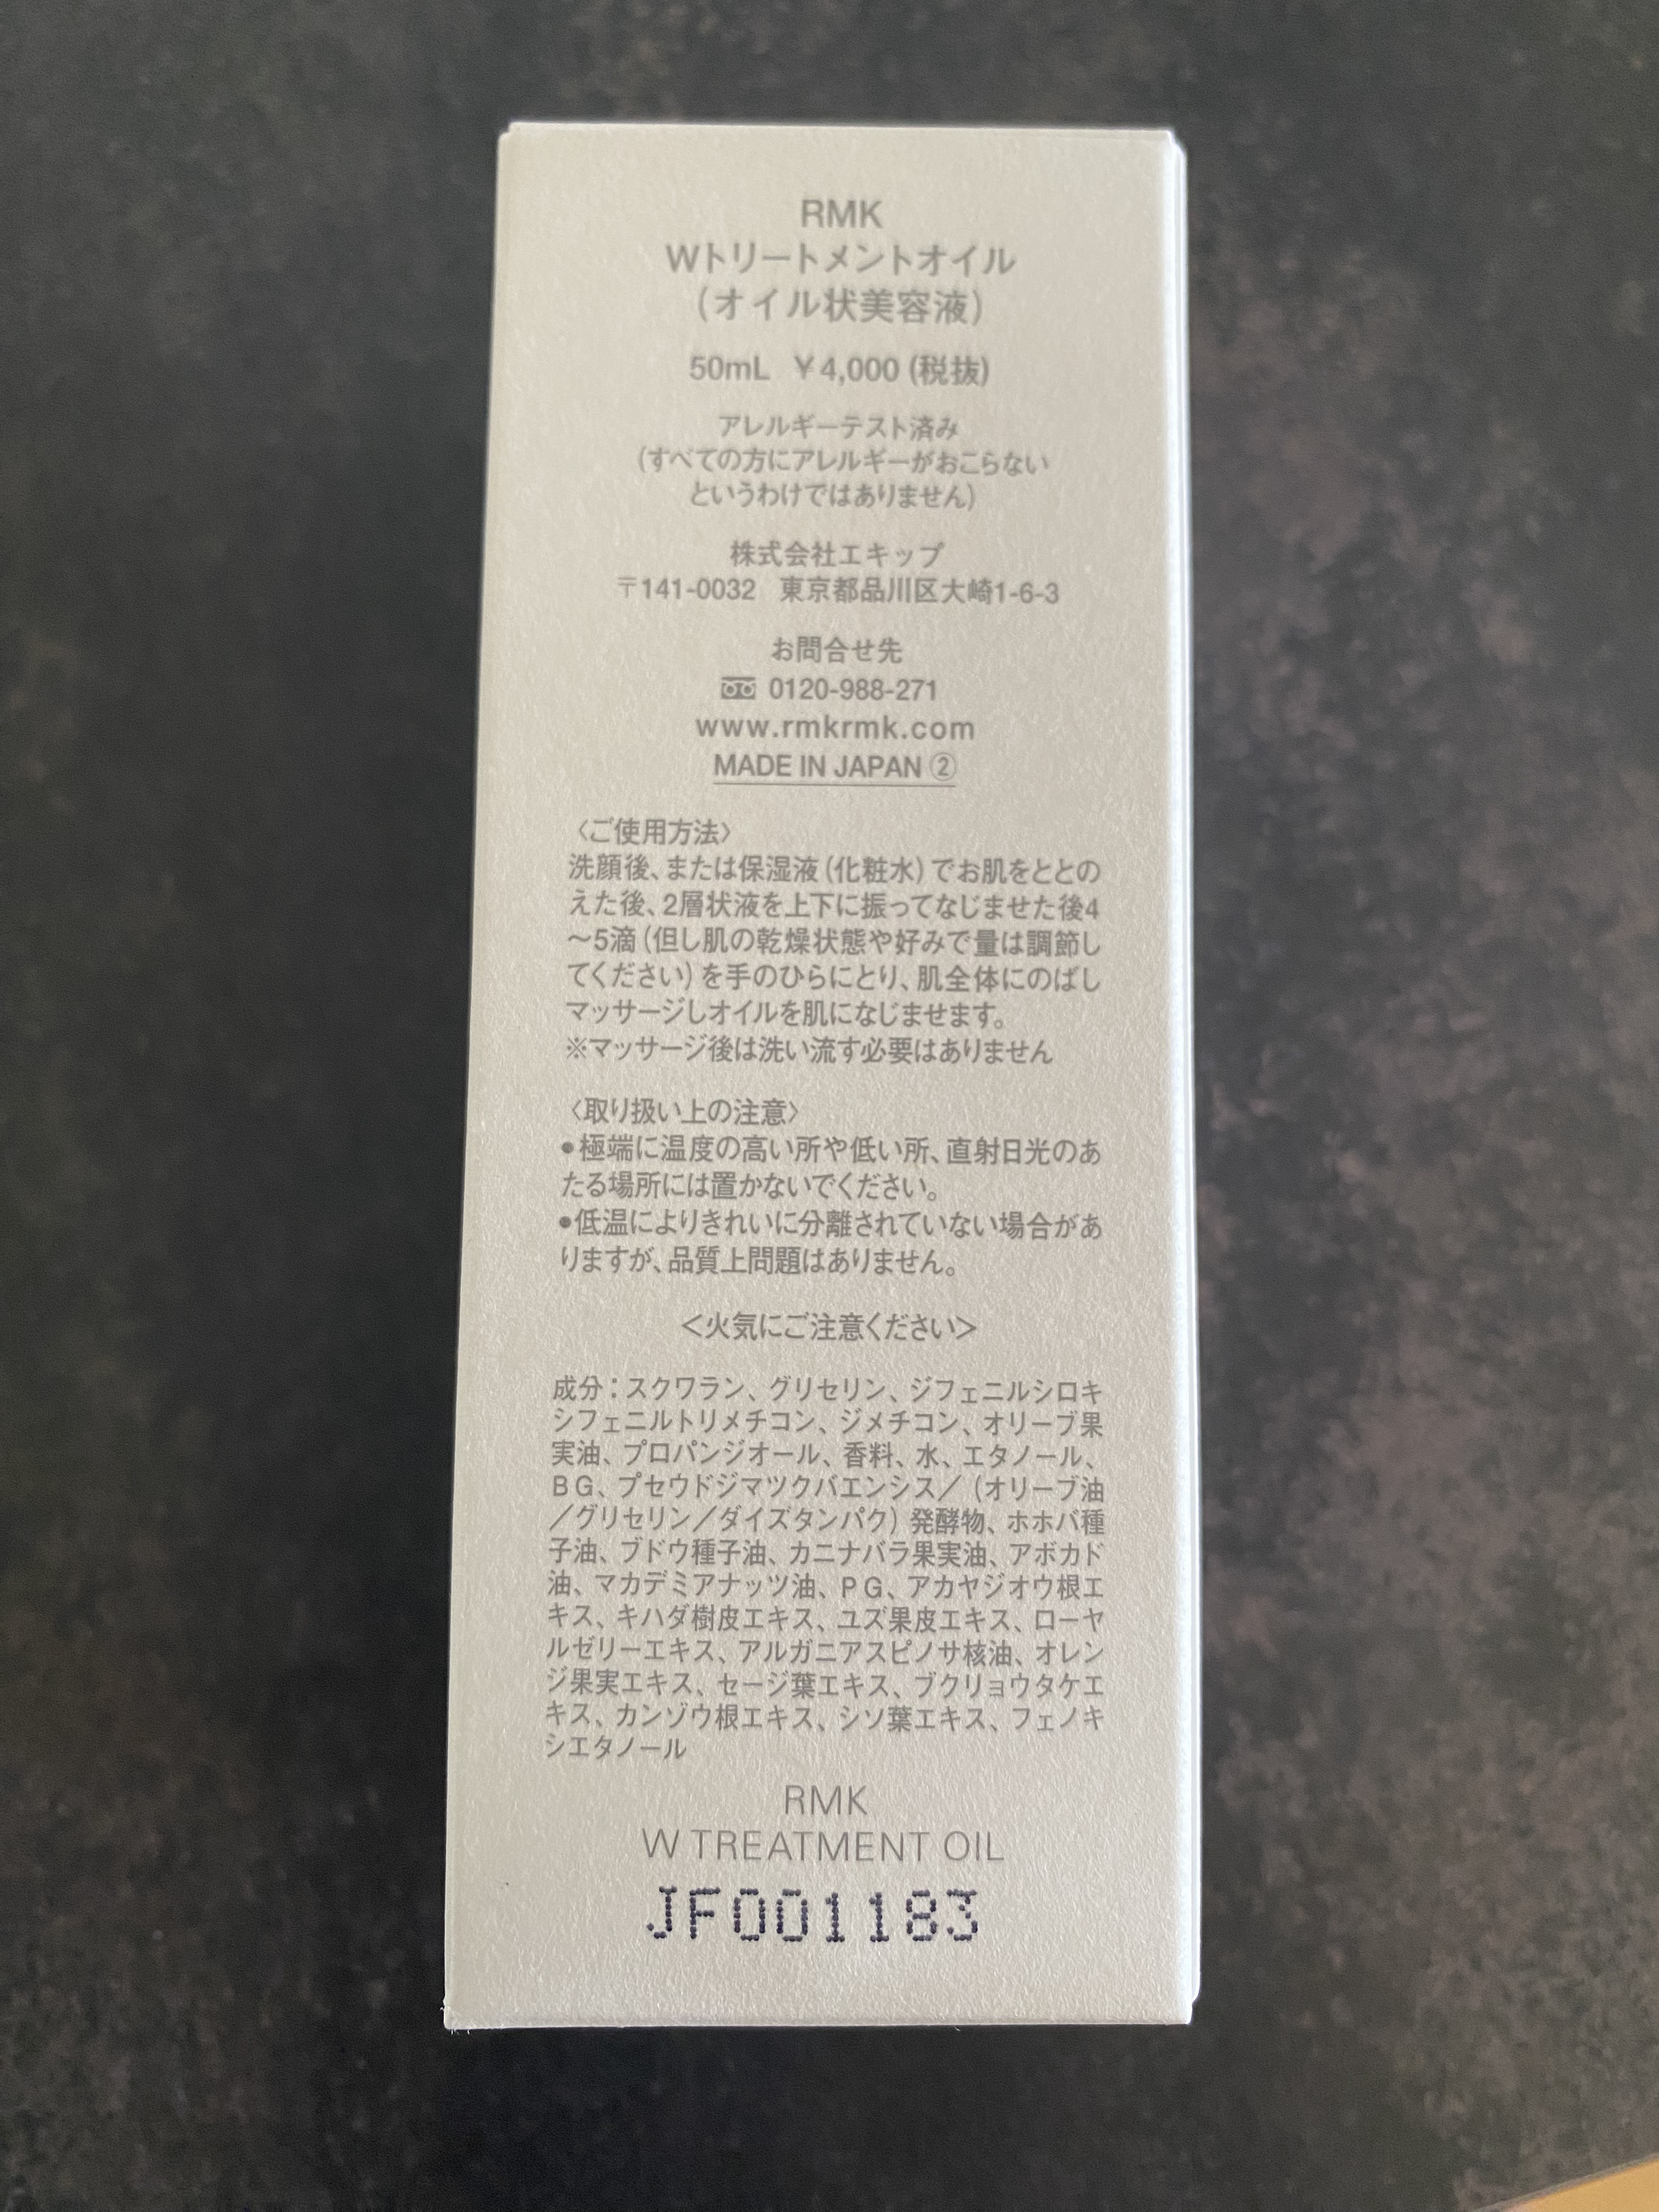 RMK
Wトリートメントオイル
(オイル状美容液)
50mL ￥4,000 (税抜)
アレルギーテスト済み
(すべての方にアレルギーがおこらない
というわけではありません)
株式会社エキップ
〒141-0032 東京都品川区大崎1-6-3
お問合せ先
0120-988-271
www.rmkrmk.com
MADE IN JAPAN ②
〈ご使用方法〉
洗顔後、または保湿液(化粧水)でお肌をととの
えた後、2層状液を上下に振ってなじませた後4
〜5滴(但し肌の乾燥状態や好みで量は調節し
てください)を手のひらにとり、肌全体にのばし
マッサージしオイルを肌になじませます。
※マッサージ後は洗い流す必要はありません
〈取り扱い上の注意〉
●極端に温度の高い所や低い所、直射日光のあ
たる場所には置かないでください。
●低温によりきれいに分離されていない場合があ
りますが、品質上問題はありません。
＜火気にご注意ください＞
成分：スクワラン、グリセリン、ジフェニルシロキ
シフェニルトリメチコン、ジメチコン、オリーブ果
実油、プロパンジオール、香料、水、エタノール、
BG、プセウドジマツクバエンシス／(オリーブ油
／グリセリン／ダイズタンパク)発酵物、ホホバ種
子油、ブドウ種子油、カニナバラ果実油、アボカド
油、マカデミアナッツ油、PG、アカヤジオウ根エ
キス、キハダ樹皮エキス、ユズ果皮エキス、ローヤ
ルゼリーエキス、アルガニアスピノサ核油、オレン
ジ果実エキス、セージ葉エキス、ブクリョウタケエ
キス、カンゾウ根エキス、シソ葉エキス、フェノキ
シエタノール
RMK
W TREATMENT OIL
JF001183